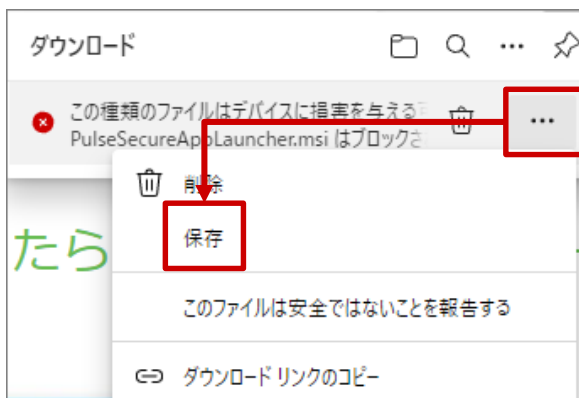 ダウンロード
この種類のファイルはデバイスに損害を与える
PulseSecureAppLauncher.msi はブロックさ
削除
保存
たら
このファイルは安全ではないことを報告する
ダウンロード リンクのコピー